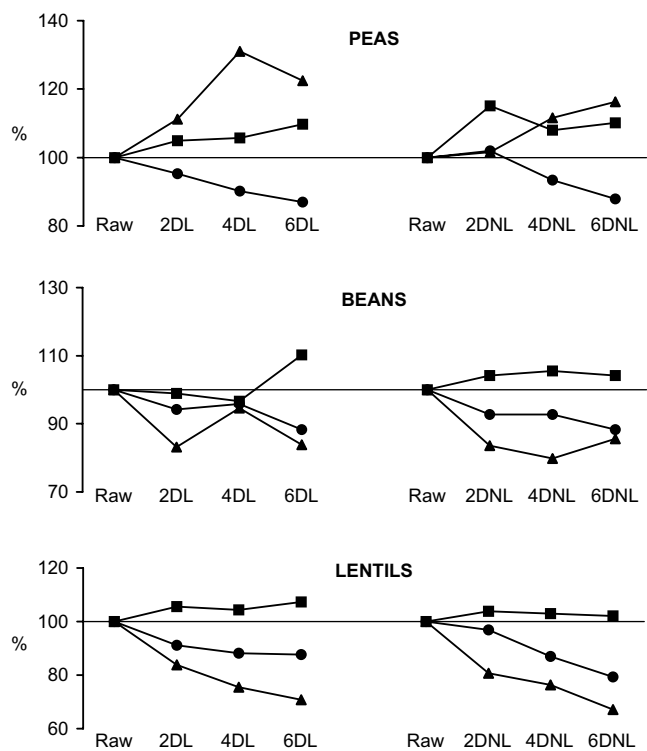 140
PEAS
120
%
100
80
Raw 2DL 4DL 6DL Raw 2DNL 4DNL 6DNL
130
BEANS
110
%
90
70
Raw 2DL 4DL 6DL Raw 2DNL 4DNL 6DNL
120
LENTILS
100
%
80
60
Raw 2DL 4DL 6DL Raw 2DNL 4DNL 6DNL